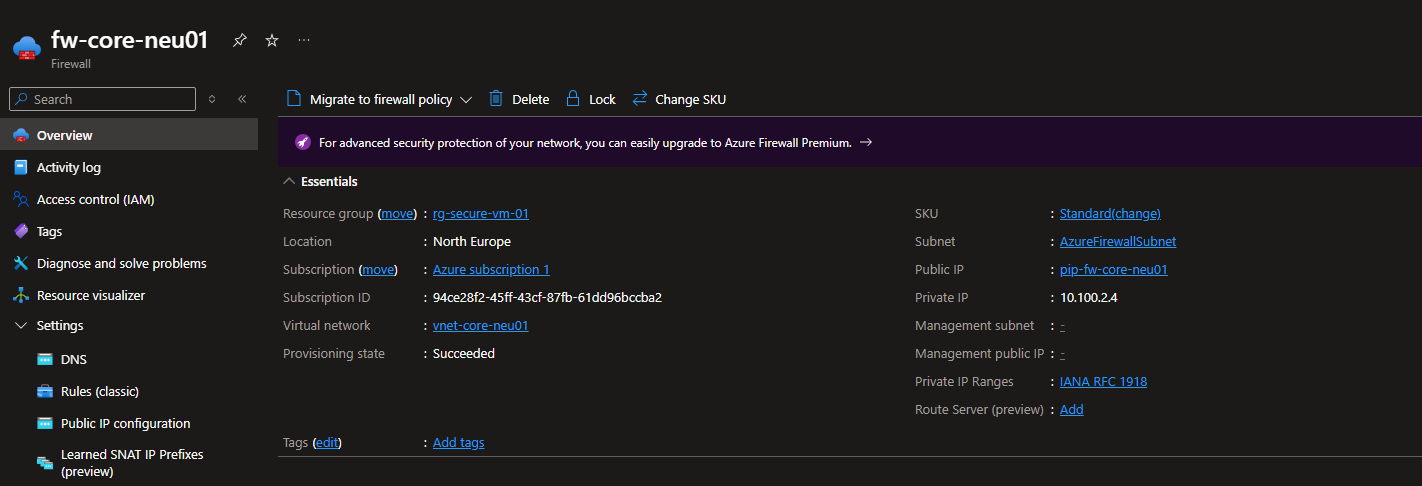 fw-core-neu01
Firewall
Search
Overview
Activity log
Access control (IAM)
Tags
Diagnose and solve problems
Resource visualizer
Settings
DNS
Rules (classic)
Public IP configuration
Learned SNAT IP Prefixes
(preview)
Migrate to firewall policy
Delete
Lock
Change SKU
For advanced security protection of your network, you can easily upgrade to Azure Firewall Premium.
Essentials
Resource group (move) : rg-secure-vm-01
Location : North Europe
Subscription (move) : Azure subscription 1
Subscription ID : 94ce28f2-45ff-43cf-87fb-61dd96bccba2
Virtual network : vnet-core-neu01
Provisioning state : Succeeded
SKU : Standard(change)
Subnet : AzureFirewallSubnet
Public IP : pip-fw-core-neu01
Private IP : 10.100.2.4
Management subnet : -
Management public IP : -
Private IP Ranges : IANA RFC 1918
Route Server (preview) : Add
Tags (edit) : Add tags